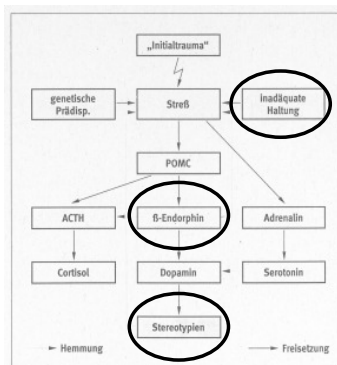 „Initialtrauma“
genetische
Prädisp.
Streß
inadäquate
Haltung
POMC
ACTH
ß-Endorphin
Adrenalin
Cortisol
Dopamin
Serotonin
Stereotypien
Hemmung
Freisetzung